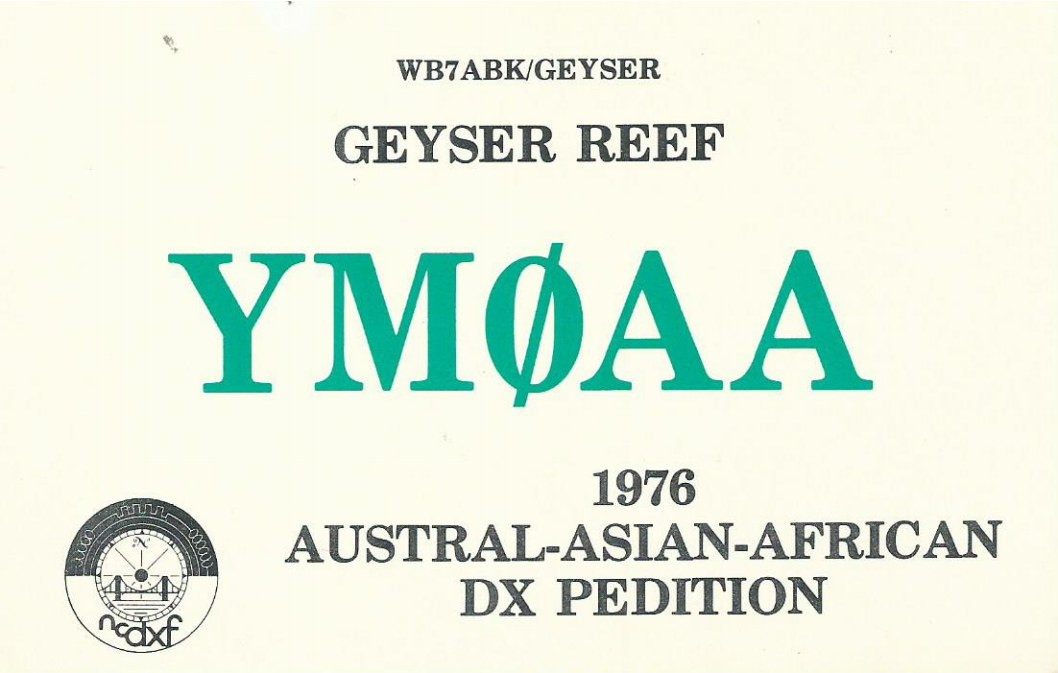 WB7ABK/GEYSER
GEYSER REEF
YMØAA
1976
AUSTRAL-ASIAN-AFRICAN
DX PEDITION
N
ncdxf